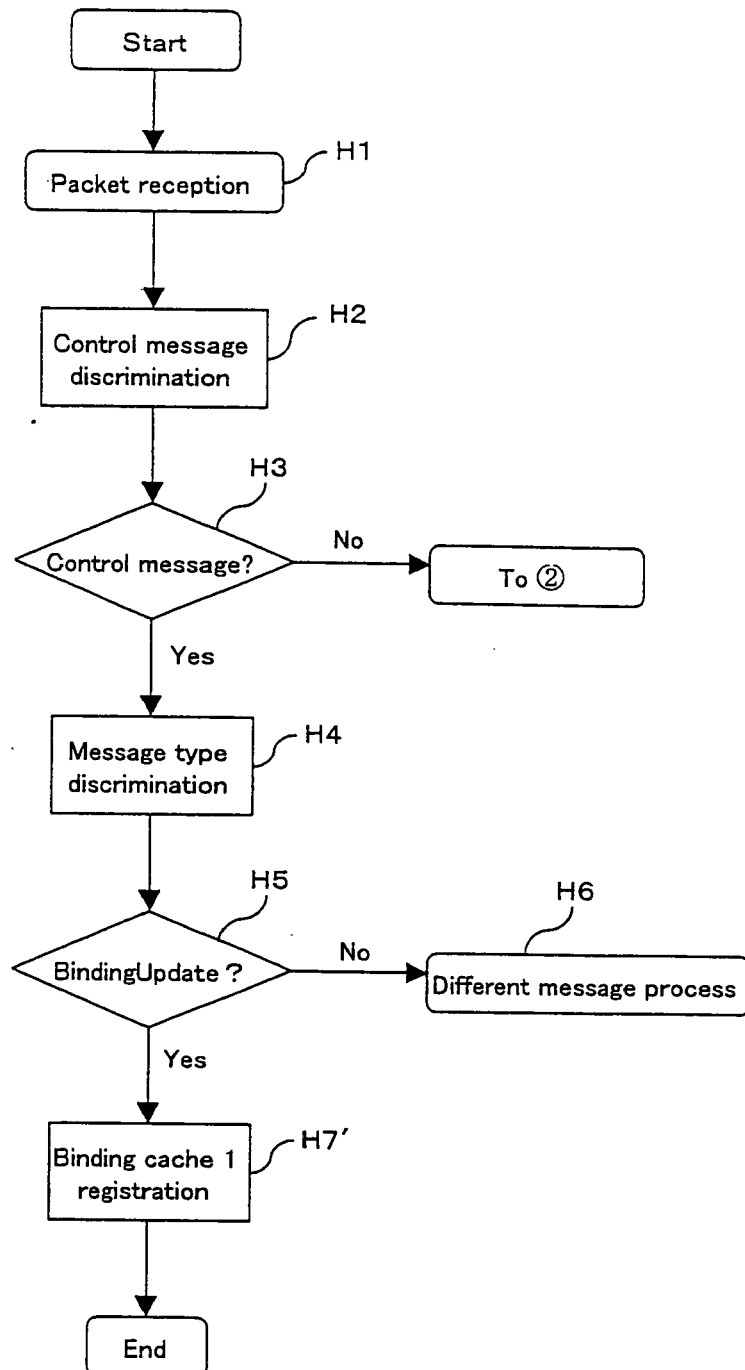 Start
H1
Packet reception
H2
Control message
discrimination
H3
Control message?
No
To ②
Yes
H4
Message type
discrimination
H5
BindingUpdate？
No
H6
Different message process
Yes
H7′
Binding cache 1
registration
End